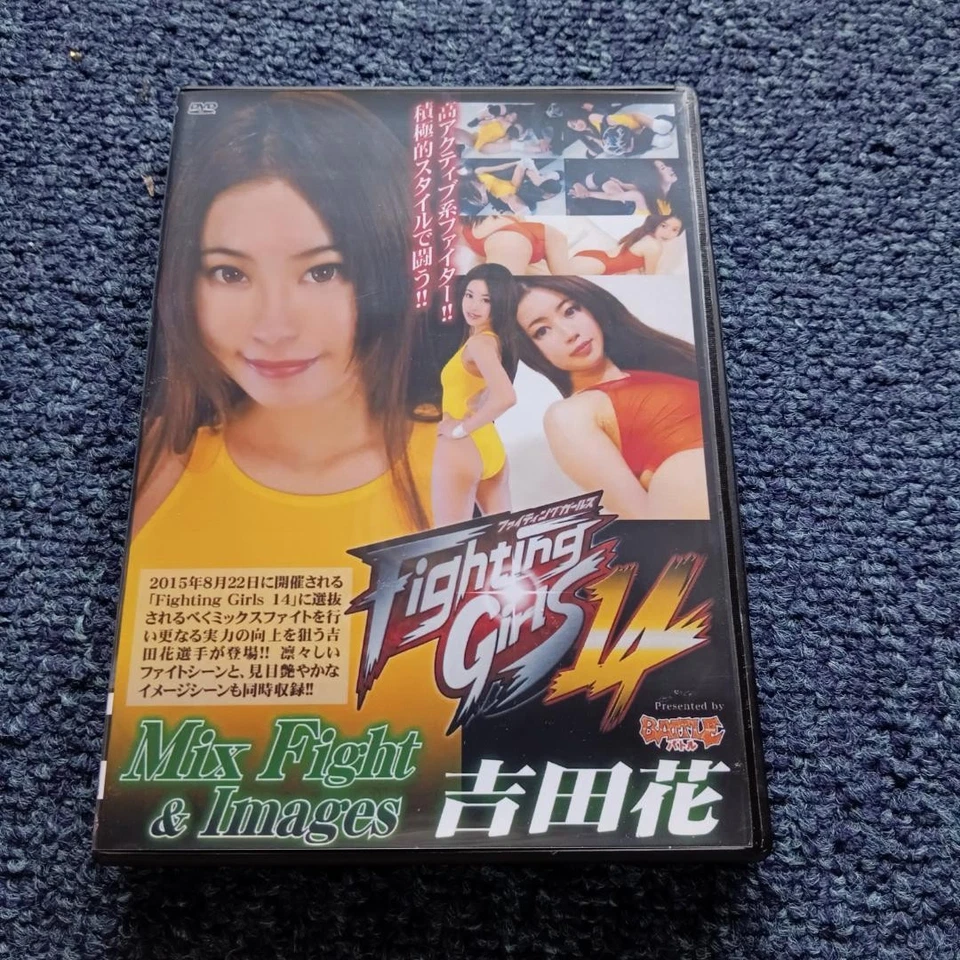 DVD
高アクティブ系ファイター!!
積極的スタイルで闘う!!
ファイティングガールズ
Fighting
Girls 14
2015年8月22日に開催される
「Fighting Girls 14」に選抜
されるべくミックスファイトを行
い更なる実力の向上を狙う吉
田花選手が登場!! 凛々しい
ファイトシーンと、見目艶やかな
イメージシーンも同時収録!!
Presented by
BATTLE
バトル
Mix Fight
& Images
吉田花